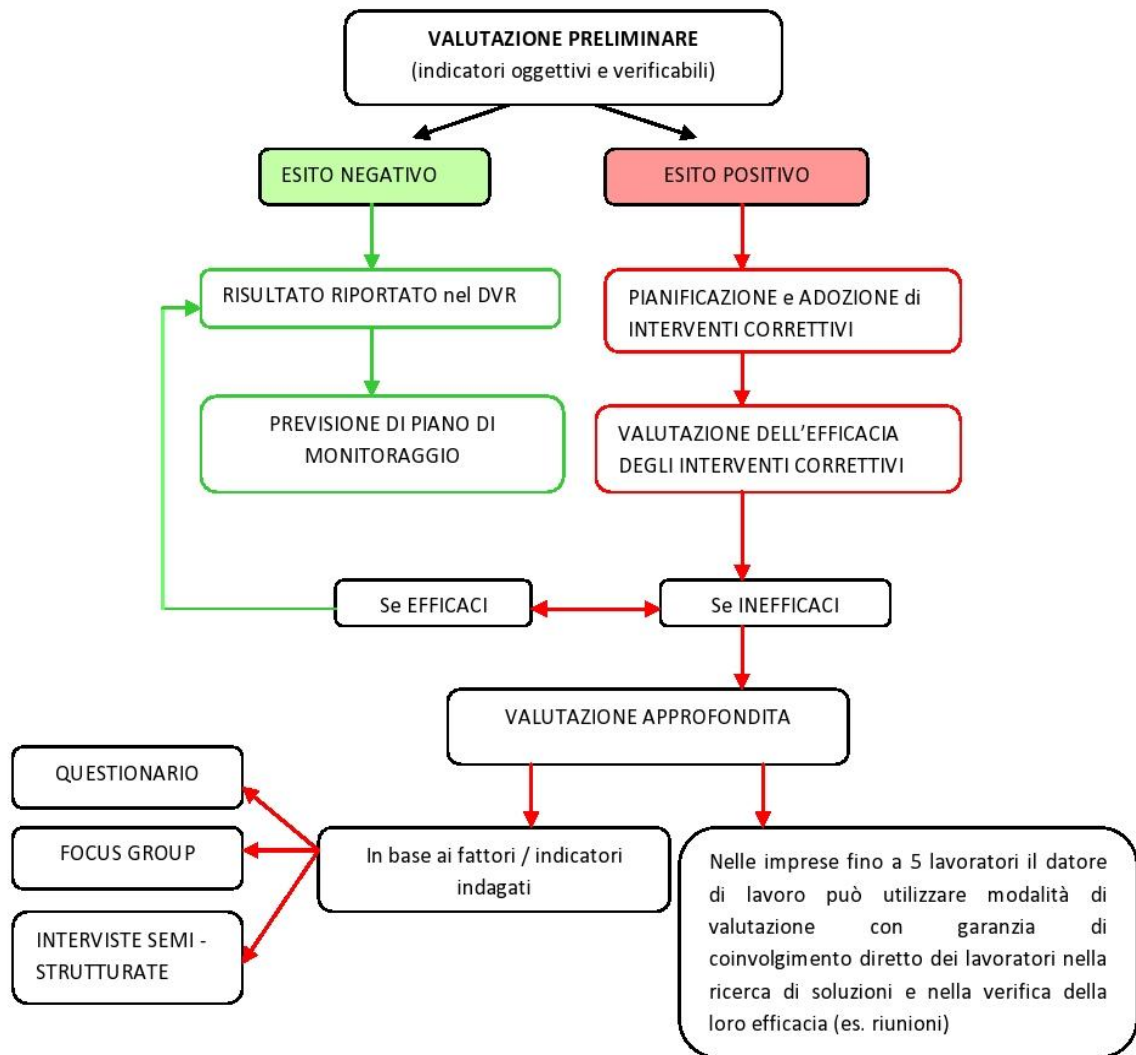 VALUTAZIONE PRELIMINARE
(indicatori oggettivi e verificabili)
ESITO NEGATIVO
ESITO POSITIVO
RISULTATO RIPORTATO nel DVR
PIANIFICAZIONE e ADOZIONE di
INTERVENTI CORRETTIVI
PREVISIONE DI PIANO DI
MONITORAGGIO
VALUTAZIONE DELL'EFFICACIA
DEGLI INTERVENTI CORRETTIVI
Se EFFICACI
Se INEFFICACI
VALUTAZIONE APPROFONDITA
QUESTIONARIO
FOCUS GROUP
INTERVISTE SEMI -
STRUTTURATE
In base ai fattori / indicatori
indagati
Nelle imprese fino a 5 lavoratori il datore
di lavoro può utilizzare modalità di
valutazione con garanzia di
coinvolgimento diretto dei lavoratori nella
ricerca di soluzioni e nella verifica della
loro efficacia (es. riunioni)